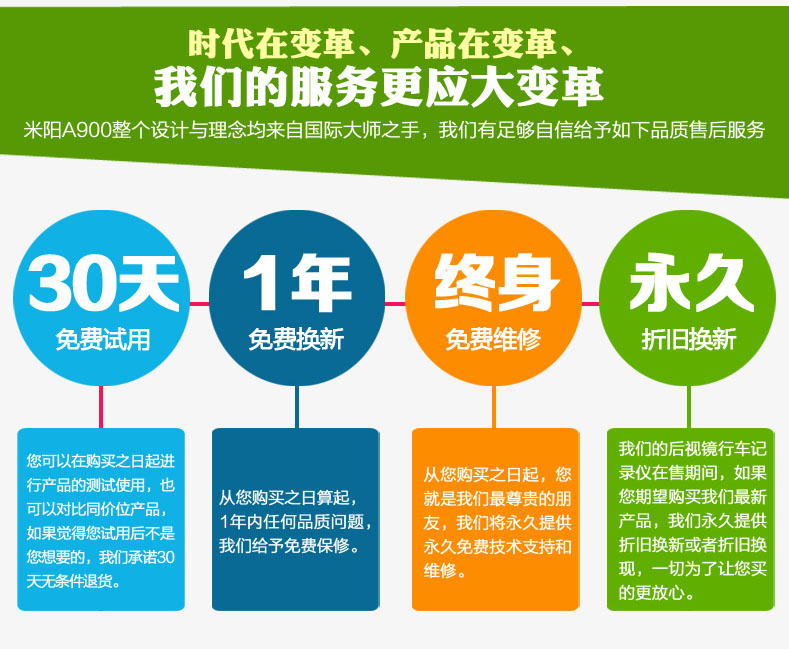 时代在变革、产品在变革、
我们的服务更应大变革
米阳A900整个设计与理念均来自国际大师之手，我们有足够自信给予如下品质售后服务
30天
免费试用
1年
免费换新
终身
免费维修
永久
折旧换新
您可以在购买之日起进
行产品的测试使用，也
可以对比同价位产品，
如果觉得您试用后不是
您想要的，我们承诺30
天无条件退货。
从您购买之日算起，
1年内任何品质问题，
我们给予免费保修。
从您购买之日起，您
就是我们最尊贵的朋
友，我们将永久提供
永久免费技术支持和
维修。
我们的后视镜行车记
录仪在售期间，如果
您期望购买我们最新
产品，我们永久提供
折旧换新或者折旧换
现，一切为了让您买
的更放心。